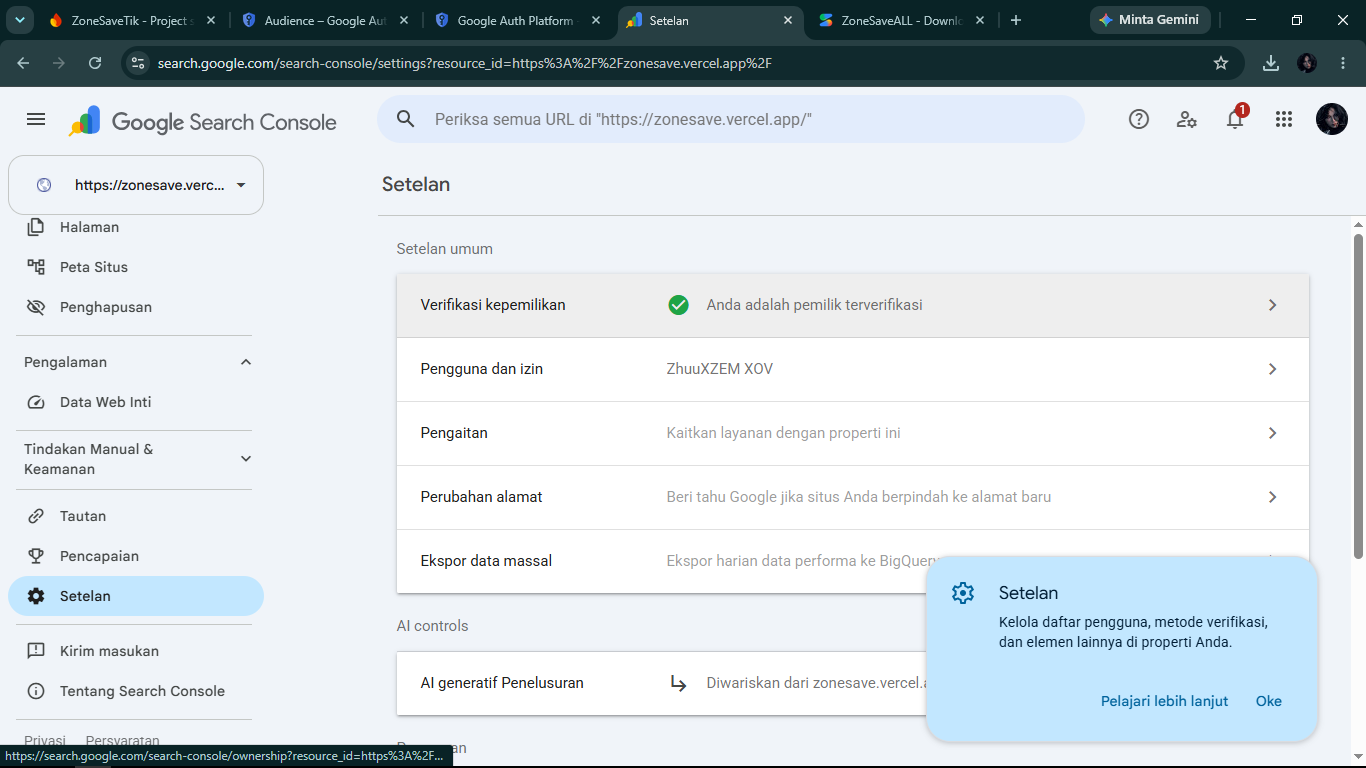 ZoneSaveTik - Project s
Audience – Google Aut
Google Auth Platform -
Setelan
ZoneSaveALL - Downlo
Minta Gemini
search.google.com/search-console/settings?resource_id=https%3A%2F%2Fzonesave.vercel.app%2F
Google Search Console
Periksa semua URL di "https://zonesave.vercel.app/"
1
https://zonesave.verc...
Setelan
Halaman
Peta Situs
Penghapusan
Pengalaman
Data Web Inti
Tindakan Manual &
Keamanan
Tautan
Pencapaian
Setelan
Kirim masukan
Tentang Search Console
Privasi
Persyaratan
Setelan umum
Verifikasi kepemilikan
Anda adalah pemilik terverifikasi
Pengguna dan izin
ZhuuXZEM XOV
Pengaitan
Kaitkan layanan dengan properti ini
Perubahan alamat
Beri tahu Google jika situs Anda berpindah ke alamat baru
Ekspor data massal
Ekspor harian data performa ke BigQuery
AI controls
AI generatif Penelusuran
Diwariskan dari zonesave.vercel.a
Setelan
Kelola daftar pengguna, metode verifikasi,
dan elemen lainnya di properti Anda.
Pelajari lebih lanjut
Oke
https://search.google.com/search-console/ownership?resource_id=https%3A%2F...